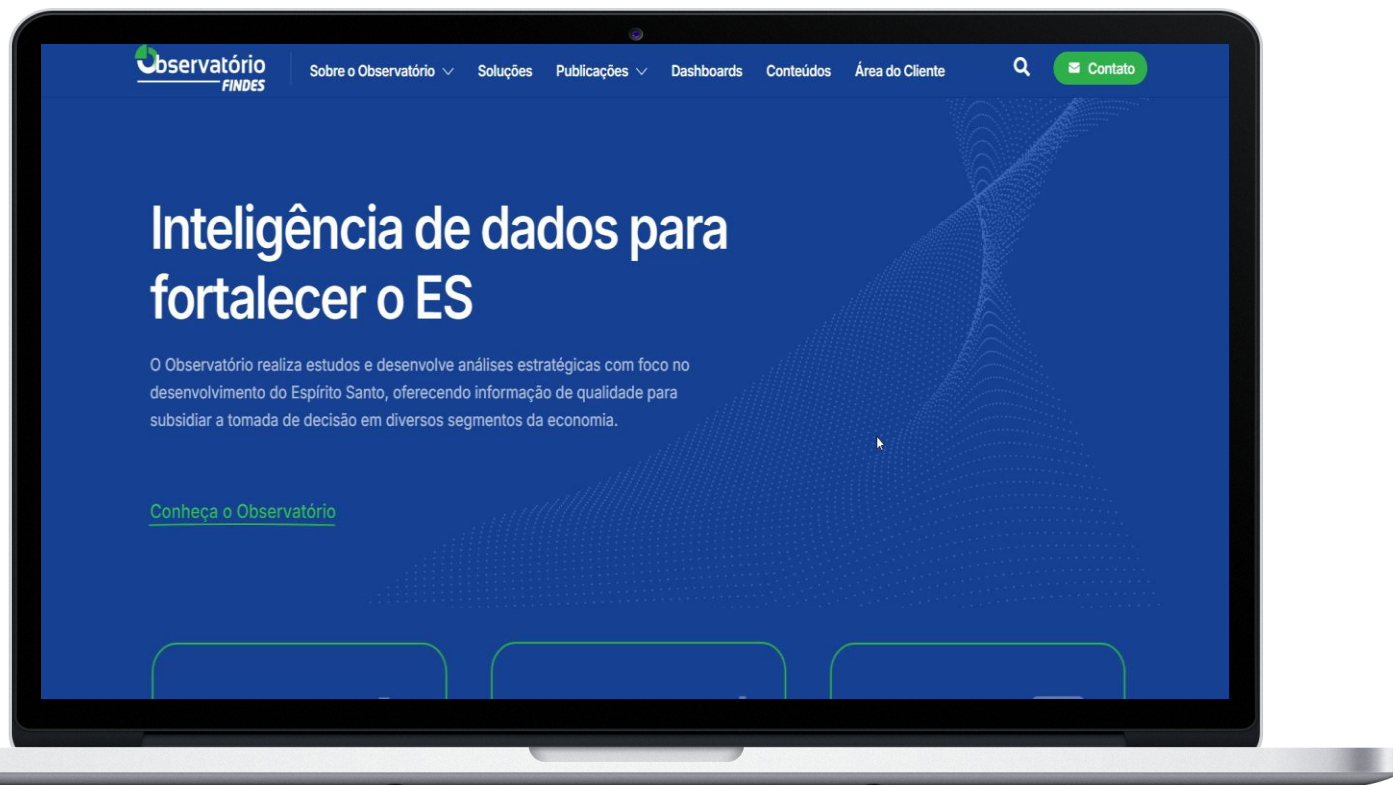 Observatório
FINDES
Sobre o Observatório
Soluções
Publicações
Dashboards
Conteúdos
Área do Cliente
Contato
Inteligência de dados para
fortalecer o ES
O Observatório realiza estudos e desenvolve análises estratégicas com foco no
desenvolvimento do Espírito Santo, oferecendo informação de qualidade para
subsidiar a tomada de decisão em diversos segmentos da economia.
Conheça o Observatório